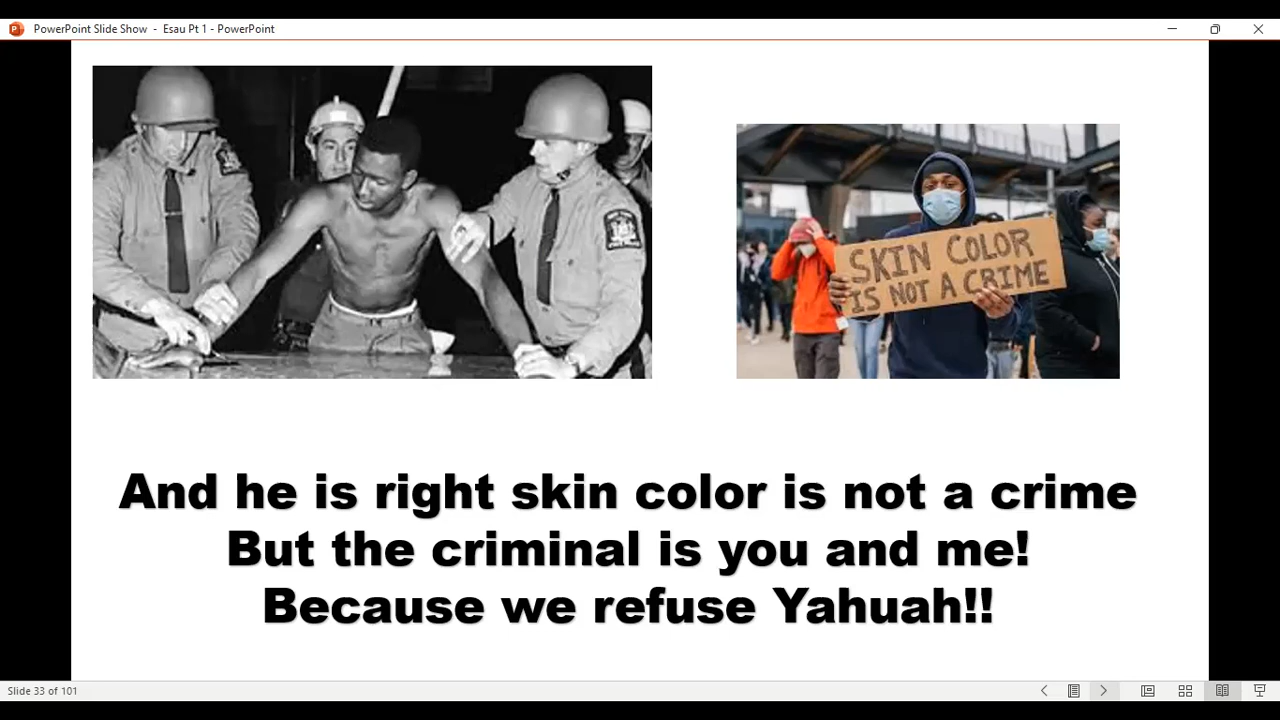 PowerPoint Slide Show - Esau Pt 1 - PowerPoint
SKIN COLOR
IS NOT A CRIME
And he is right skin color is not a crime
But the criminal is you and me!
Because we refuse Yahuah!!
Slide 33 of 101